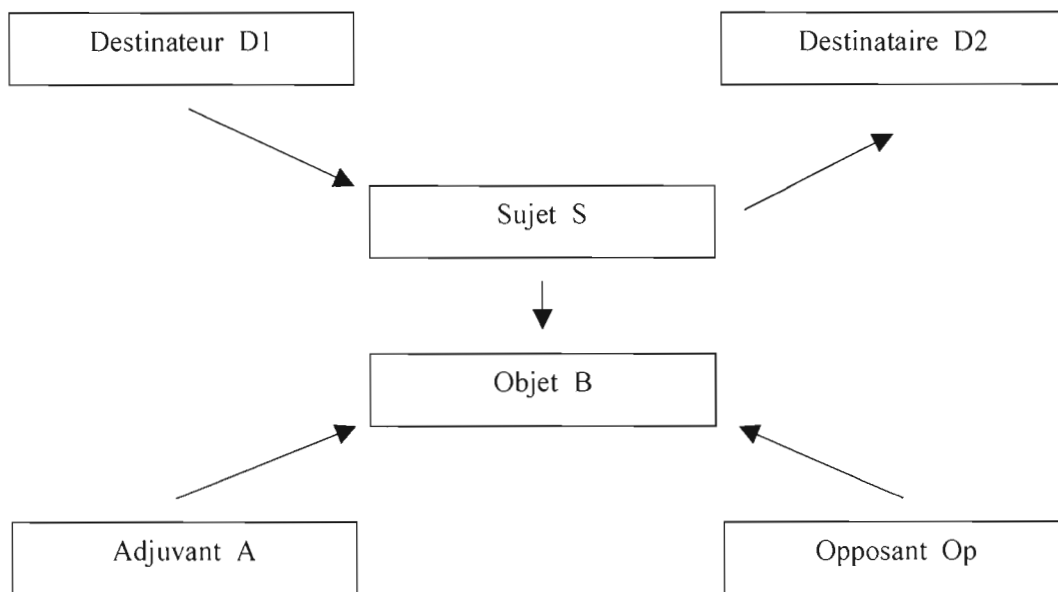 Destinateur D1
Destinataire D2
Sujet S
Objet B
Adjuvant A
Opposant Op